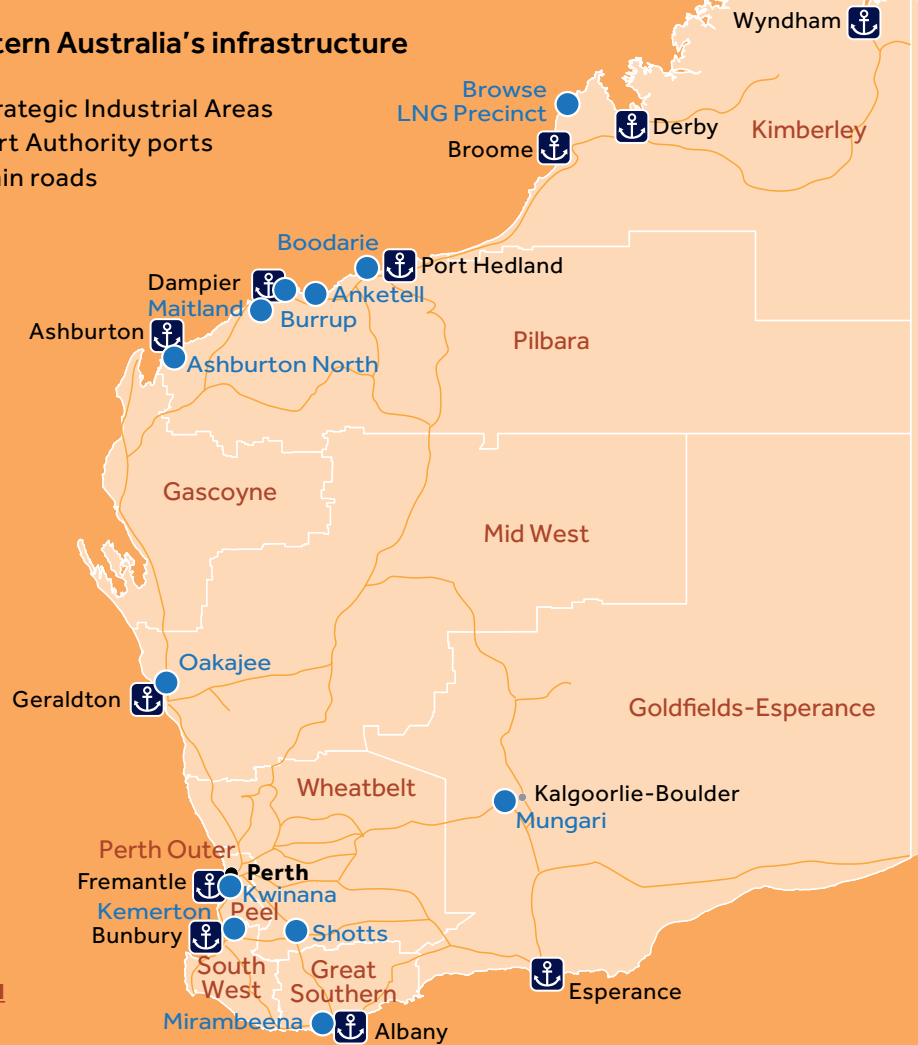 tern Australia's infrastructure
rategic Industrial Areas
rt Authority ports
in roads
Wyndham
Browse
LNG Precinct
Derby
Kimberley
Broome
Boodarie
Port Hedland
Dampier
Anketell
Maitland
Burrup
Ashburton
Pilbara
Ashburton North
Gascoyne
Mid West
Oakajee
Geraldton
Goldfields-Esperance
Wheatbelt
Kalgoorlie-Boulder
Mungari
Perth Outer
Perth
Fremantle
Kwinana
Kemerton
Peel
Bunbury
Shotts
South
West
Great
Southern
Esperance
Mirambeena
Albany